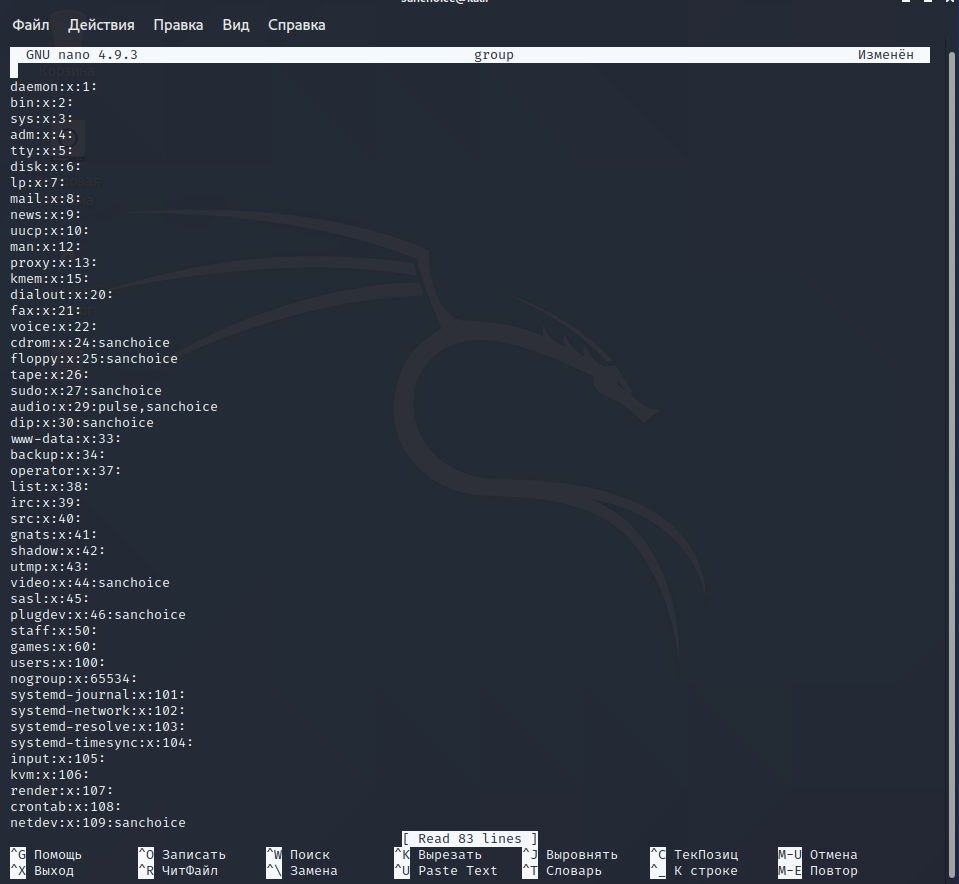 Файл Действия Правка Вид Справка
GNU nano 4.9.3 group Изменён
daemon:x:1:
bin:x:2:
sys:x:3:
adm:x:4:
tty:x:5:
disk:x:6:
lp:x:7:
mail:x:8:
news:x:9:
uucp:x:10:
man:x:12:
proxy:x:13:
kmem:x:15:
dialout:x:20:
fax:x:21:
voice:x:22:
cdrom:x:24:sanchoice
floppy:x:25:sanchoice
tape:x:26:
sudo:x:27:sanchoice
audio:x:29:pulse,sanchoice
dip:x:30:sanchoice
www-data:x:33:
backup:x:34:
operator:x:37:
list:x:38:
irc:x:39:
src:x:40:
gnats:x:41:
shadow:x:42:
utmp:x:43:
video:x:44:sanchoice
sasl:x:45:
plugdev:x:46:sanchoice
staff:x:50:
games:x:60:
users:x:100:
nogroup:x:65534:
systemd-journal:x:101:
systemd-network:x:102:
systemd-resolve:x:103:
systemd-timesync:x:104:
input:x:105:
kvm:x:106:
render:x:107:
crontab:x:108:
netdev:x:109:sanchoice
[ Read 83 lines ]
^G Помощь ^O Записать ^W Поиск ^K Вырезать ^J Выровнять ^C ТекПозиц M-U Отмена
^X Выход ^R ЧитФайл ^\ Замена ^U Paste Text ^T Словарь ^_ К строке M-E Повтор